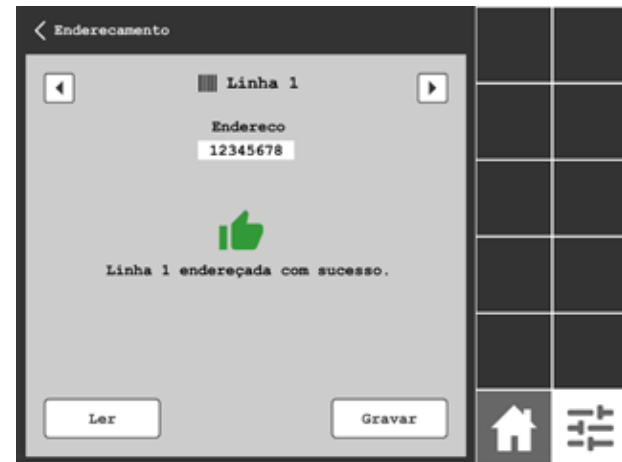 Enderecamento
Linha 1
Endereco
12345678
Linha 1 endereçada com sucesso.
Ler
Gravar